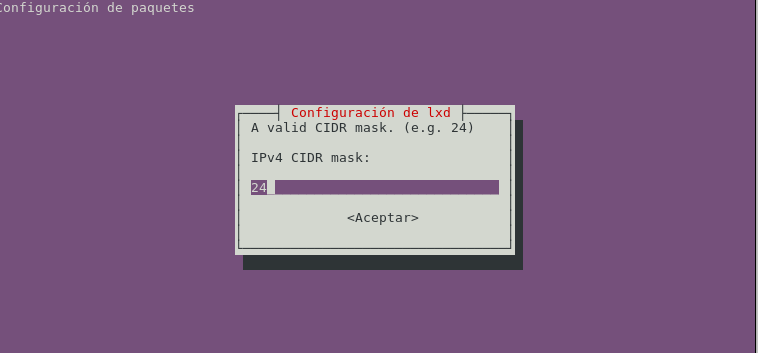 Configuración de paquetes
Configuración de lxd
A valid CIDR mask. (e.g. 24)
IPv4 CIDR mask:
24
<Aceptar>